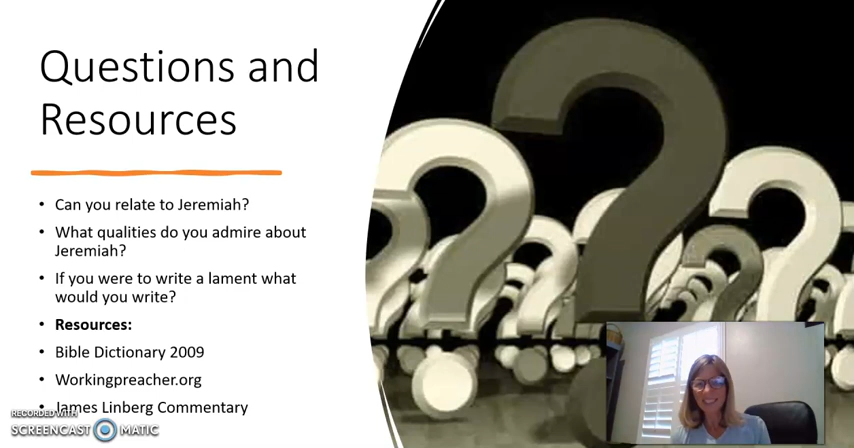 Questions and
Resources
• Can you relate to Jeremiah?
• What qualities do you admire about
Jeremiah?
• If you were to write a lament what
would you write?
• Resources:
• Bible Dictionary 2009
• Workingpreacher.org
• James Linberg Commentary
RECORDED WITH
SCREENCAST MATIC